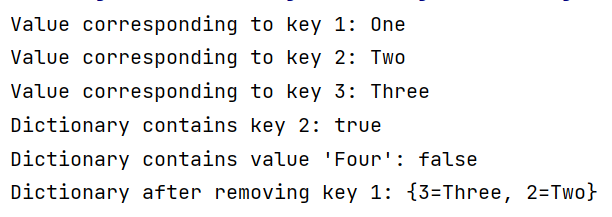 Value corresponding to key 1: One
Value corresponding to key 2: Two
Value corresponding to key 3: Three
Dictionary contains key 2: true
Dictionary contains value 'Four': false
Dictionary after removing key 1: {3=Three, 2=Two}